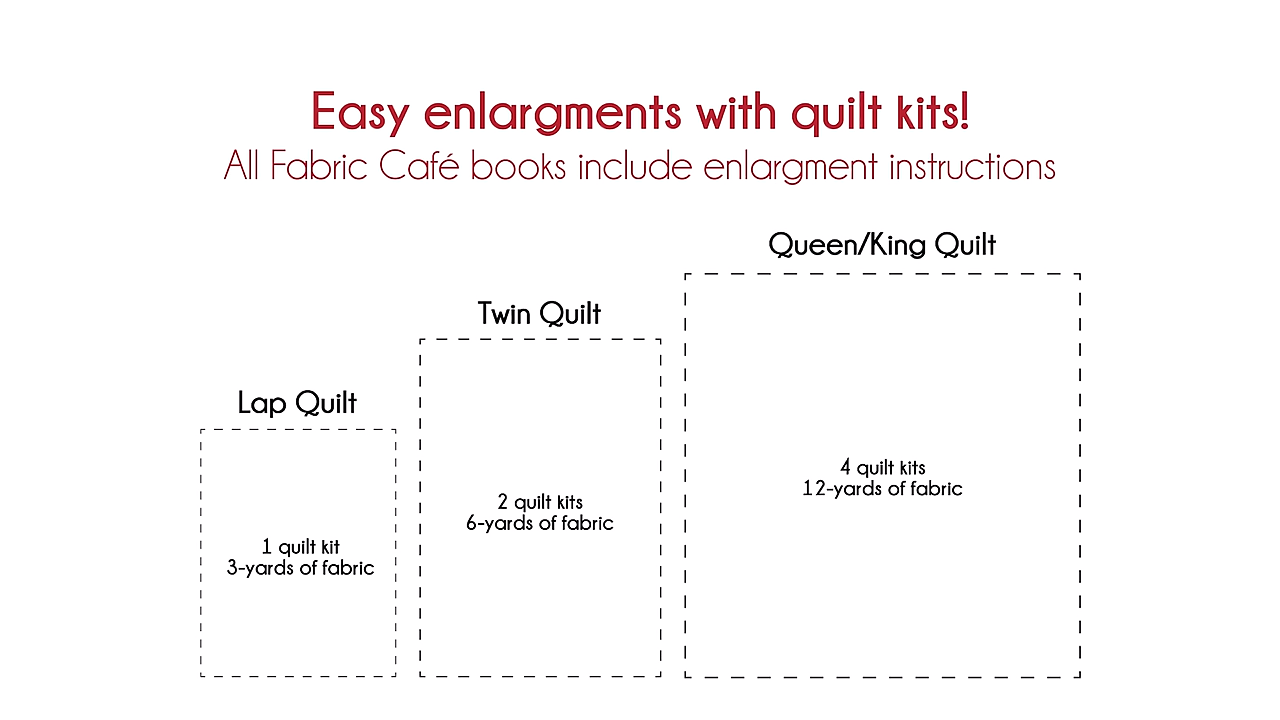 Easy enlargments with quilt kits!
All Fabric Café books include enlargment instructions
Queen/King Quilt
Twin Quilt
Lap Quilt
4 quilt kits
12-yards of fabric
2 quilt kits
6-yards of fabric
1 quilt kit
3-yards of fabric